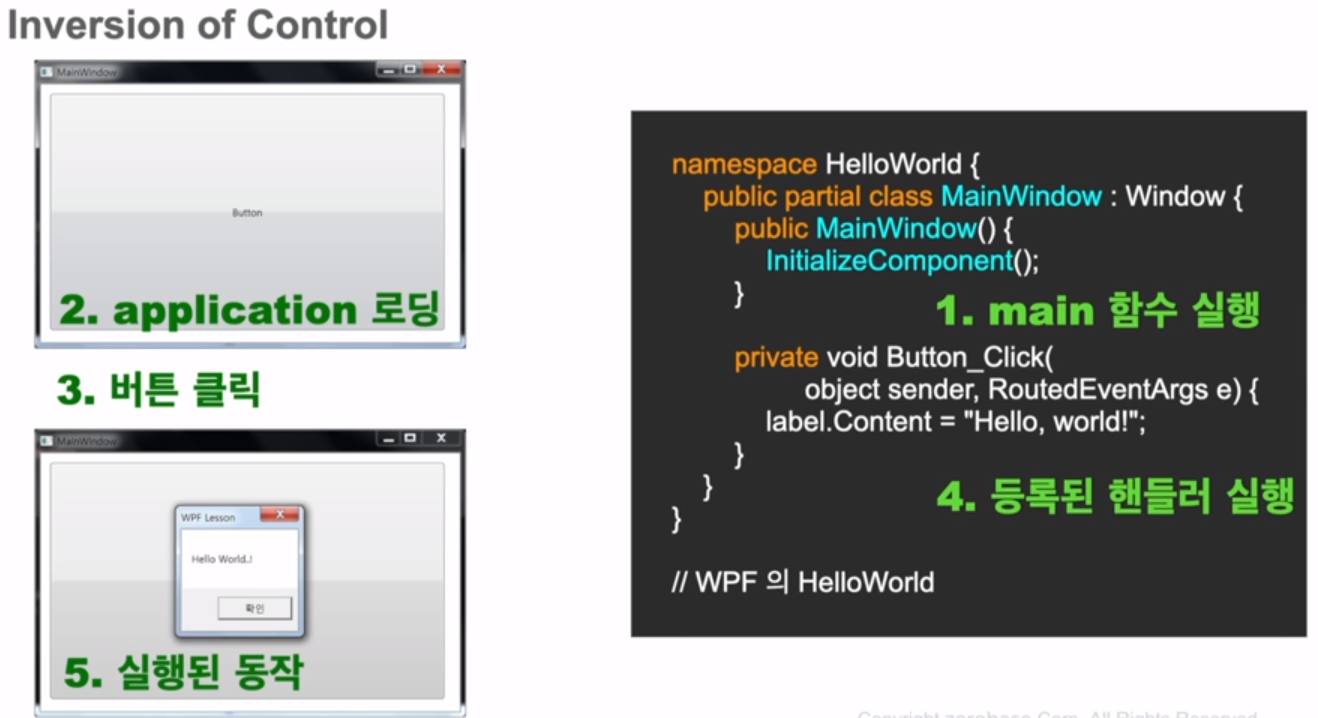 Inversion of Control
MainWindow
Button
2. application 로딩
3. 버튼 클릭
MainWindow
WPF Lesson
Hello World..!
확인
5. 실행된 동작
namespace HelloWorld {
public partial class MainWindow : Window {
public MainWindow() {
InitializeComponent();
}
1. main 함수 실행
private void Button_Click(
object sender, RoutedEventArgs e) {
label.Content = "Hello, world!";
}
}
4. 등록된 핸들러 실행
}
// WPF 의 HelloWorld
Copyright zerobase Corp. All Rights Reserved